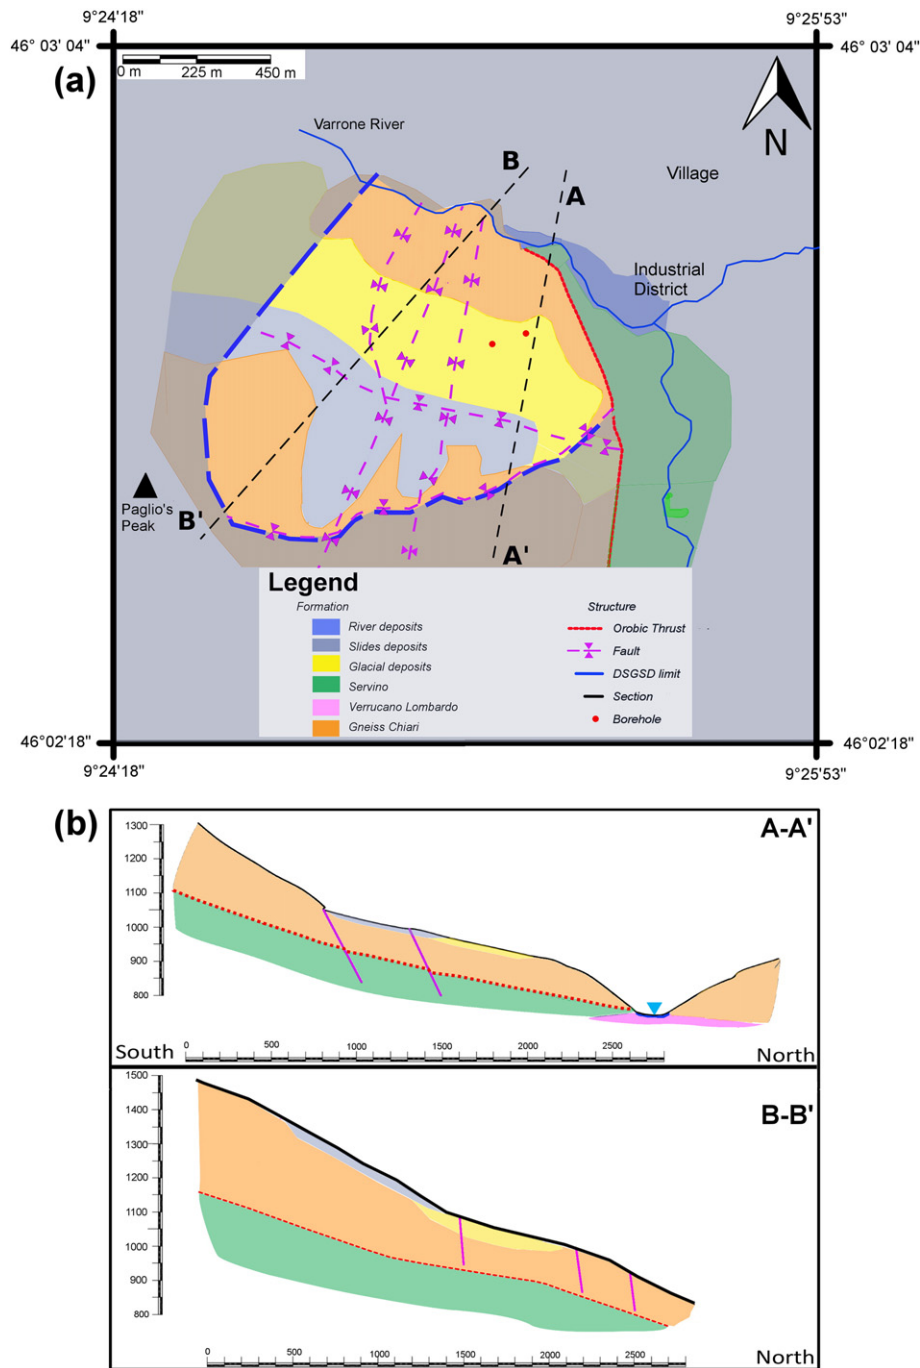 9°24'18"
9°25'53"
46° 03' 04"
46° 03' 04"
(a)
0 m 225 m 450 m
N
Varrone River
B
A
Village
Industrial
District
Paglio's
Peak
B'
A'
Legend
Formation
River deposits
Slides deposits
Glacial deposits
Servino
Verrucano Lombardo
Gneiss Chiari
Structure
Orobic Thrust
Fault
DSGSD limit
Section
Borehole
46°02'18"
46°02'18"
9°24'18"
9°25'53"
(b)
A-A'
1300
1200
1100
1000
900
800
South
0 500 1000 1500 2000 2500
North
B-B'
1500
1400
1300
1200
1100
1000
900
800
0 500 1000 1500 2000 2500
North